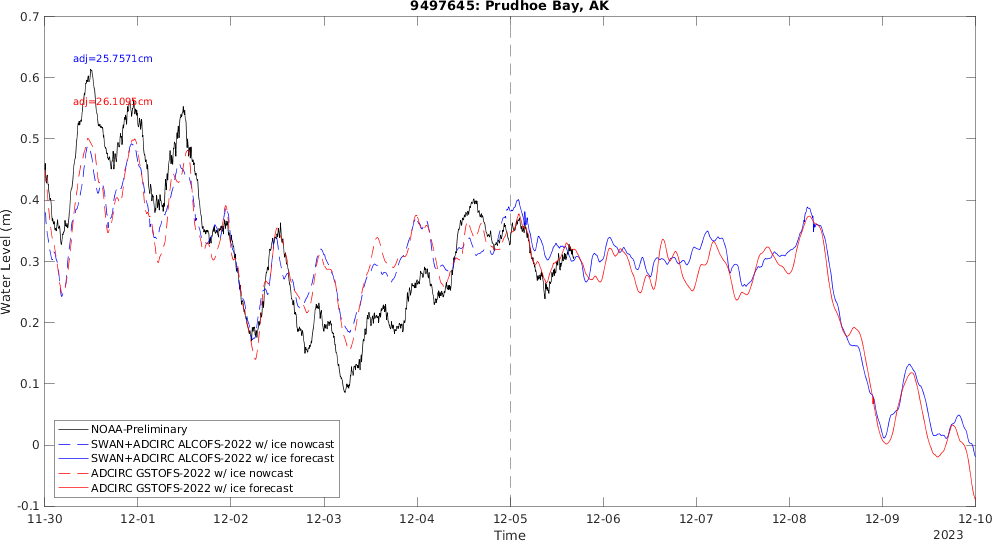 9497645: Prudhoe Bay, AK
0.7
0.6
0.5
0.4
0.3
0.2
0.1
0
-0.1
Water Level (m)
adj=25.7571cm
adj=26.1095cm
NOAA-Preliminary
SWAN+ADCIRC ALCOFS-2022 w/ ice nowcast
SWAN+ADCIRC ALCOFS-2022 w/ ice forecast
ADCIRC GSTOFS-2022 w/ ice nowcast
ADCIRC GSTOFS-2022 w/ ice forecast
11-30 12-01 12-02 12-03 12-04 12-05 12-06 12-07 12-08 12-09 12-10
Time
2023